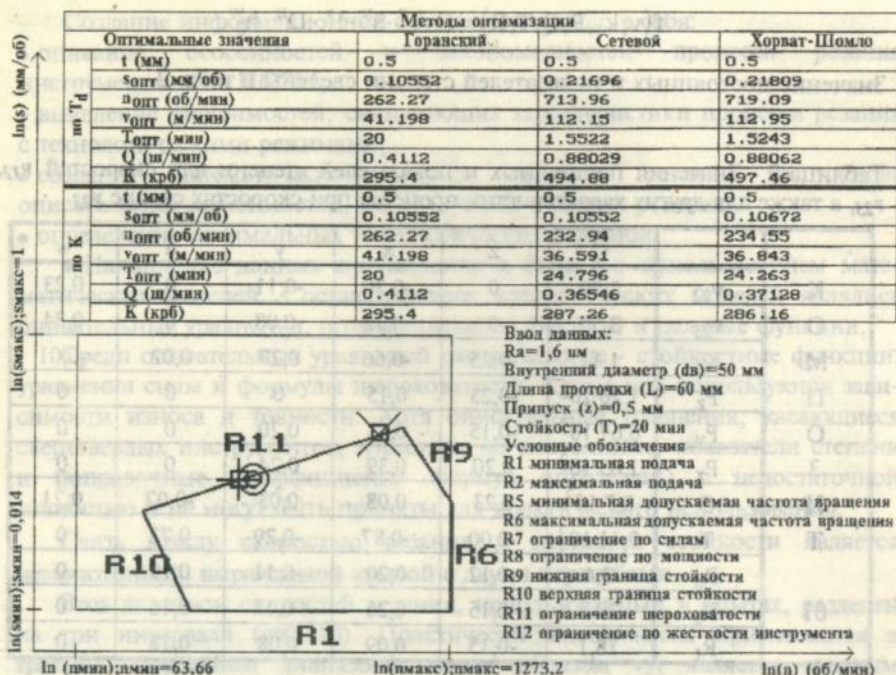 Методы оптимизации
Оптимальные значения Горанский Сетевой Хорват-Шомло
по Td
t (мм) 0.5 0.5 0.5
sопт (мм/об) 0.10552 0.21696 0.21809
nопт (об/мин) 262.27 713.96 719.09
vопт (м/мин) 41.198 112.15 112.95
Tопт (мин) 20 1.5522 1.5243
Q (ш/мин) 0.4112 0.88029 0.88062
K (крб) 295.4 494.88 497.46
по K
t (мм) 0.5 0.5 0.5
sопт (мм/об) 0.10552 0.10552 0.10672
nопт (об/мин) 262.27 232.94 234.55
vопт (м/мин) 41.198 36.591 36.843
Tопт (мин) 20 24.796 24.263
Q (ш/мин) 0.4112 0.36546 0.37128
K (крб) 295.4 287.26 286.16
ln(s) (мм/об)
ln(sмакс);sмакс=1
ln(sмин);sмин=0,014
R11
R9
R10
R6
R1
Ввод данных:
Ra=1,6 um
Внутренний диаметр (dв)=50 мм
Длина проточки (L)=60 мм
Припуск (z)=0,5 мм
Стойкость (T)=20 мин
Условные обозначения
R1 минимальная подача
R2 максимальная подача
R5 минимальная допускаемая частота вращения
R6 максимальная допускаемая частота вращения
R7 ограничение по силам
R8 ограничение по мощности
R9 нижняя граница стойкости
R10 верхняя граница стойкости
R11 ограничение шероховатости
R12 ограничение по жесткости инструмента
ln (nмин);nмин=63,66 ln(nмакс);nмакс=1273,2 ln(n) (об/мин)